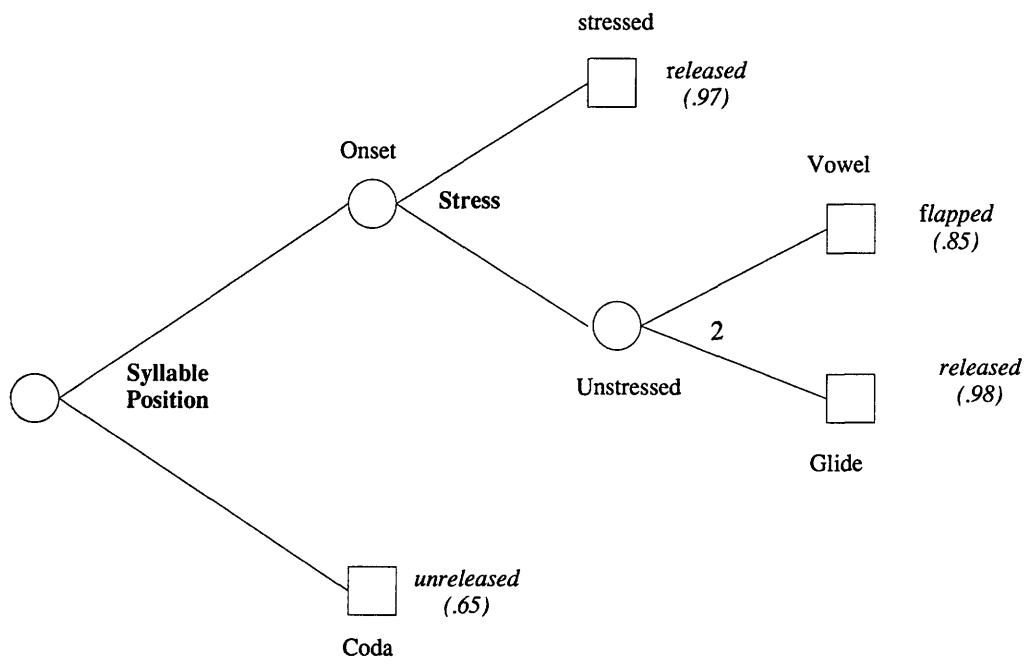 stressed
released
(.97)
Onset
Stress
Vowel
flapped
(.85)
2
Syllable
Position
Unstressed
released
(.98)
Glide
unreleased
(.65)
Coda